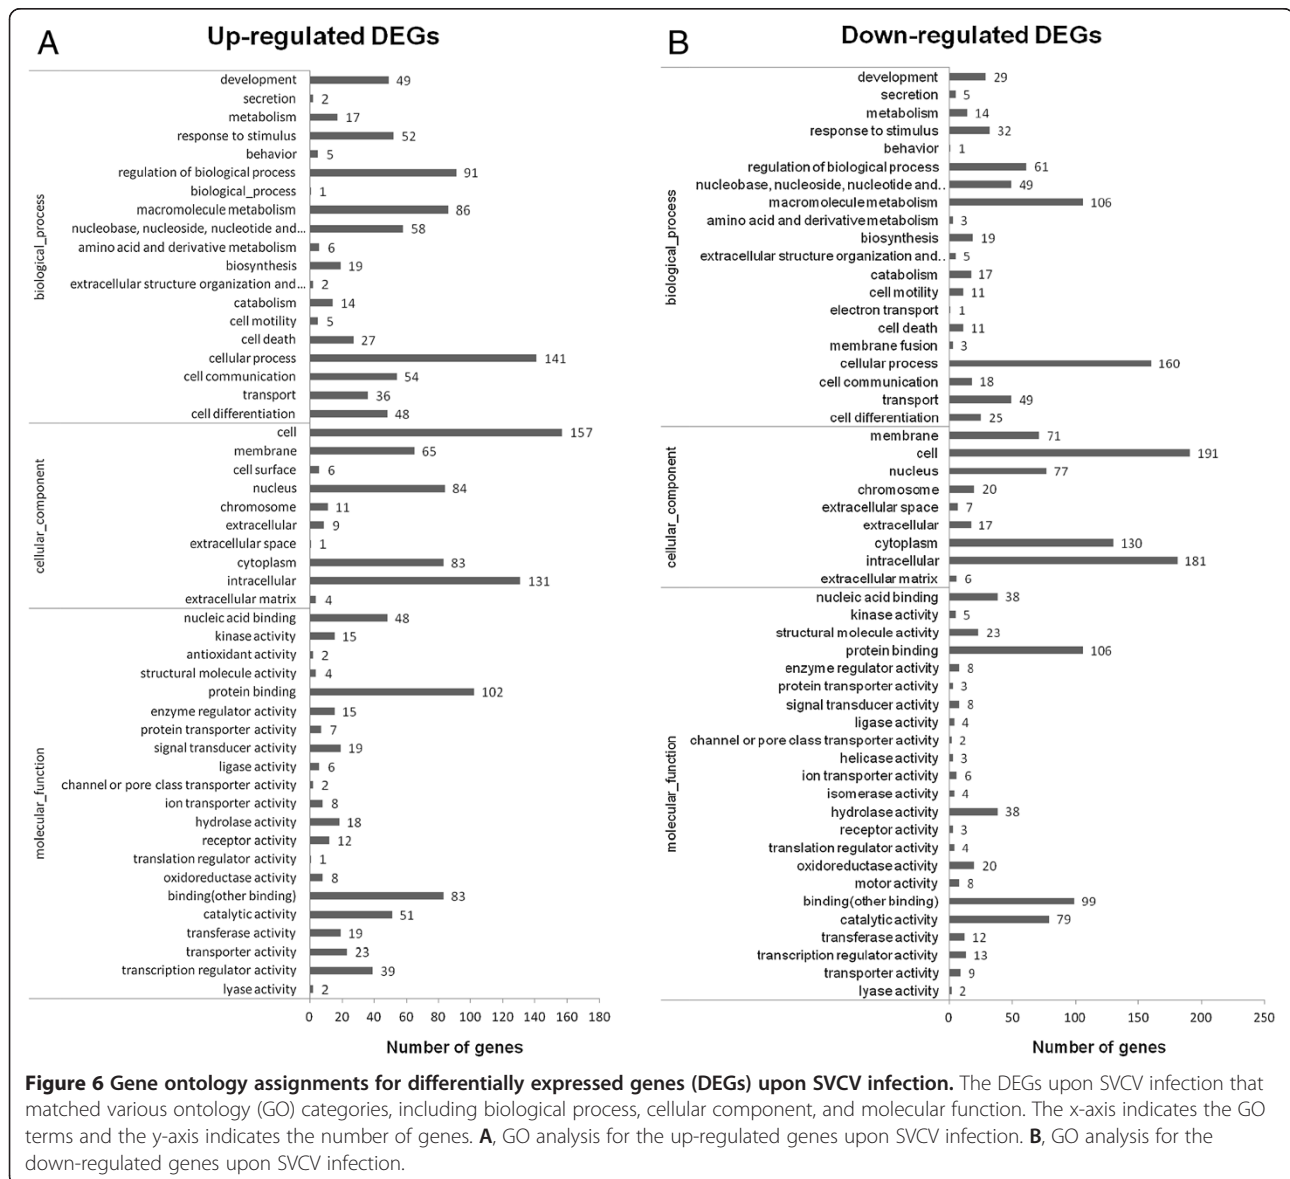 A
Up-regulated DEGs
biological_process
development 49
secretion 2
metabolism 17
response to stimulus 52
behavior 5
regulation of biological process 91
biological_process 1
macromolecule metabolism 86
nucleobase, nucleoside, nucleotide and... 58
amino acid and derivative metabolism 6
biosynthesis 19
extracellular structure organization and... 2
catabolism 14
cell motility 5
cell death 27
cellular process 141
cell communication 54
transport 36
cell differentiation 48
cellular_component
cell 157
membrane 65
cell surface 6
nucleus 84
chromosome 11
extracellular 9
extracellular space 1
cytoplasm 83
intracellular 131
extracellular matrix 4
molecular_function
nucleic acid binding 48
kinase activity 15
antioxidant activity 2
structural molecule activity 4
protein binding 102
enzyme regulator activity 15
protein transporter activity 7
signal transducer activity 19
ligase activity 6
channel or pore class transporter activity 2
ion transporter activity 8
hydrolase activity 18
receptor activity 12
translation regulator activity 1
oxidoreductase activity 8
binding(other binding) 83
catalytic activity 51
transferase activity 19
transporter activity 23
transcription regulator activity 39
lyase activity 2
0 20 40 60 80 100 120 140 160 180
Number of genes
B
Down-regulated DEGs
biological_process
development 29
secretion 5
metabolism 14
response to stimulus 32
behavior 1
regulation of biological process 61
nucleobase, nucleoside, nucleotide and.. 49
macromolecule metabolism 106
amino acid and derivative metabolism 3
biosynthesis 19
extracellular structure organization and.. 5
catabolism 17
cell motility 11
electron transport 1
cell death 11
membrane fusion 3
cellular process 160
cell communication 18
transport 49
cell differentiation 25
cellular_component
membrane 71
cell 191
nucleus 77
chromosome 20
extracellular space 7
extracellular 17
cytoplasm 130
intracellular 181
extracellular matrix 6
molecular_function
nucleic acid binding 38
kinase activity 5
structural molecule activity 23
protein binding 106
enzyme regulator activity 8
protein transporter activity 3
signal transducer activity 8
ligase activity 4
channel or pore class transporter activity 2
helicase activity 3
ion transporter activity 6
isomerase activity 4
hydrolase activity 38
receptor activity 3
translation regulator activity 4
oxidoreductase activity 20
motor activity 8
binding(other binding) 99
catalytic activity 79
transferase activity 12
transcription regulator activity 13
transporter activity 9
lyase activity 2
0 50 100 150 200 250
Number of genes
Figure 6 Gene ontology assignments for differentially expressed genes (DEGs) upon SVCV infection. The DEGs upon SVCV infection that
matched various ontology (GO) categories, including biological process, cellular component, and molecular function. The x-axis indicates the GO
terms and the y-axis indicates the number of genes. A, GO analysis for the up-regulated genes upon SVCV infection. B, GO analysis for the
down-regulated genes upon SVCV infection.